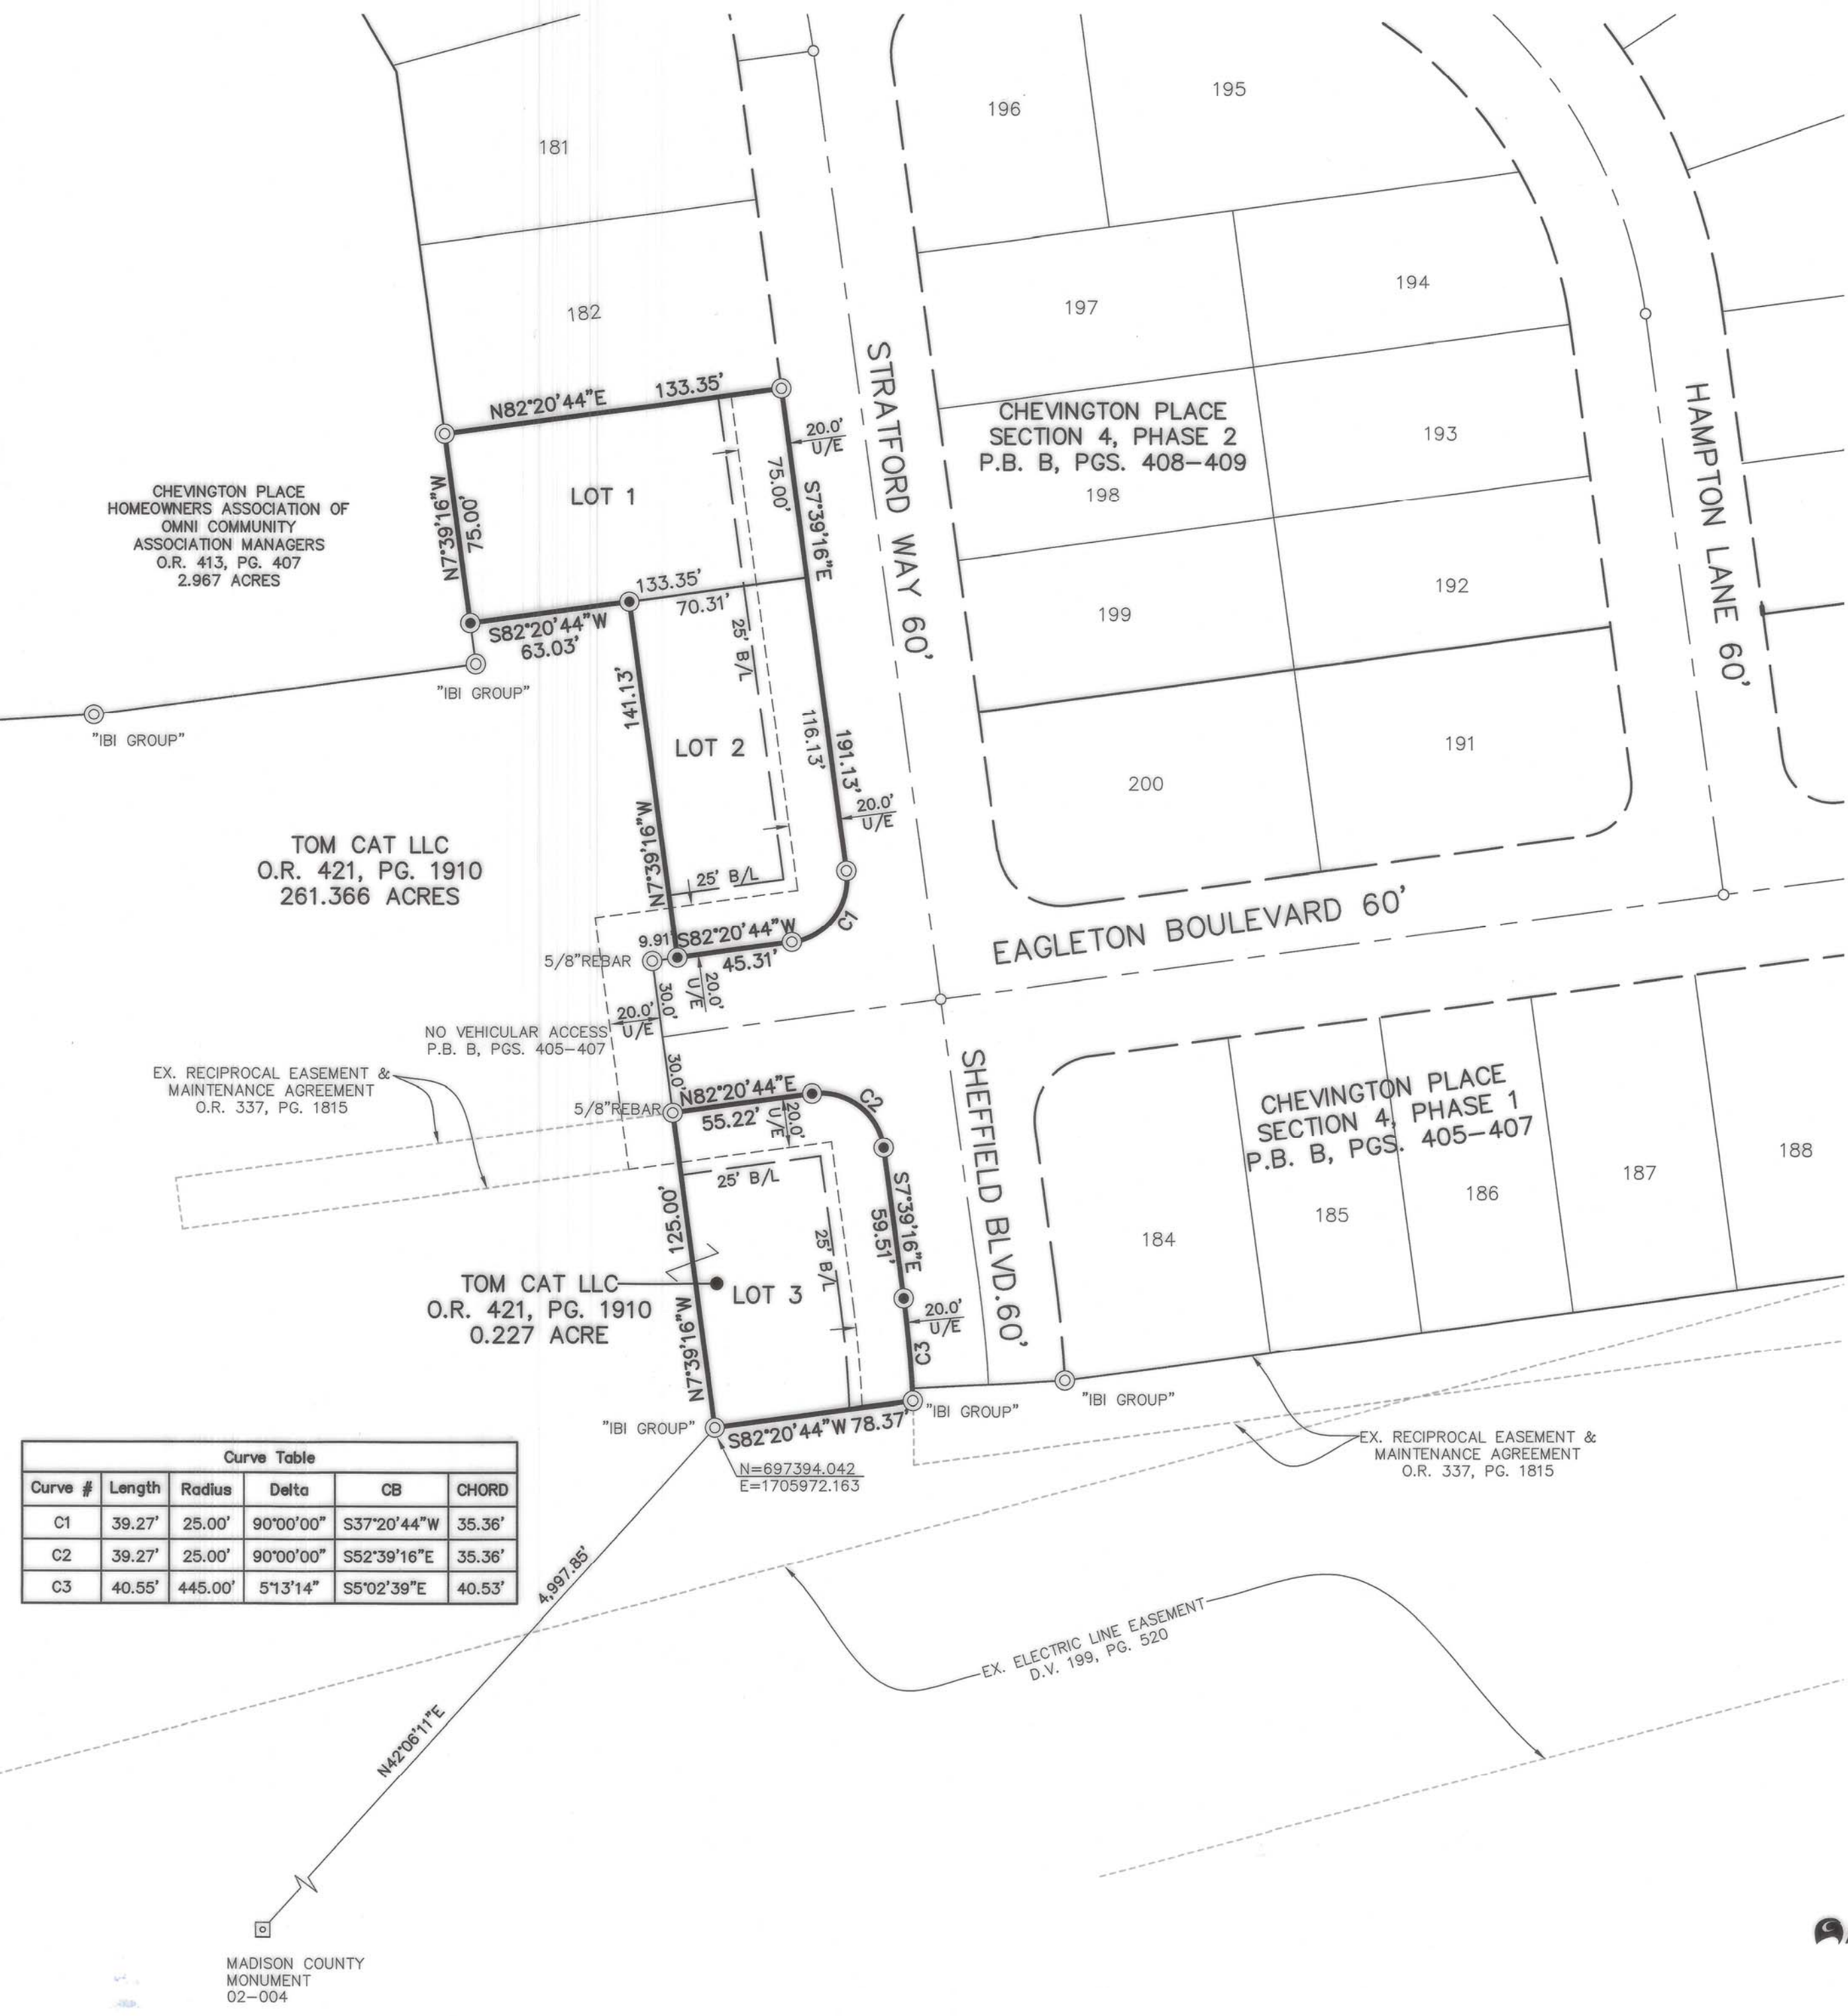 196
195
181
182
197
194
STRATFORD WAY 60'
HAMPTON LANE 60'
N82°20'44"E 133.35'
20.0'
U/E
CHEVINGTON PLACE
SECTION 4, PHASE 2
P.B. B, PGS. 408-409
193
198
CHEVINGTON PLACE
HOMEOWNERS ASSOCIATION OF
OMNI COMMUNITY
ASSOCIATION MANAGERS
O.R. 413, PG. 407
2.967 ACRES
N7°39'16"W
75.00'
LOT 1
75.00'
S7°39'16"E
133.35'
70.31'
S82°20'44"W
63.03'
25' B/L
199
192
"IBI GROUP"
"IBI GROUP"
141.13'
LOT 2
116.13'
191.13'
191
200
20.0'
U/E
N7°39'16"W
TOM CAT LLC
O.R. 421, PG. 1910
261.366 ACRES
25' B/L
C1
EAGLETON BOULEVARD 60'
9.91'
S82°20'44"W
45.31'
5/8"REBAR
20.0'
U/E
30.0'
20.0'
U/E
NO VEHICULAR ACCESS
P.B. B, PGS. 405-407
30.0'
EX. RECIPROCAL EASEMENT &
MAINTENANCE AGREEMENT
O.R. 337, PG. 1815
5/8"REBAR
N82°20'44"E
55.22'
20.0'
U/E
C2
SHEFFIELD BLVD.60'
CHEVINGTON PLACE
SECTION 4, PHASE 1
P.B. B, PGS. 405-407
188
187
186
185
184
25' B/L
125.00'
25' B/L
S7°39'16"E
59.51'
TOM CAT LLC
O.R. 421, PG. 1910
0.227 ACRE
LOT 3
20.0'
U/E
C3
N7°39'16"W
"IBI GROUP"
S82°20'44"W 78.37'
"IBI GROUP"
"IBI GROUP"
N=697394.042
E=1705972.163
EX. RECIPROCAL EASEMENT &
MAINTENANCE AGREEMENT
O.R. 337, PG. 1815
Curve Table
Curve # Length Radius Delta CB CHORD
C1 39.27' 25.00' 90°00'00" S37°20'44"W 35.36'
C2 39.27' 25.00' 90°00'00" S52°39'16"E 35.36'
C3 40.55' 445.00' 5°13'14" S5°02'39"E 40.53'
4,997.85'
EX. ELECTRIC LINE EASEMENT
D.V. 199, PG. 520
N42°06'11"E
MADISON COUNTY
MONUMENT
02-004